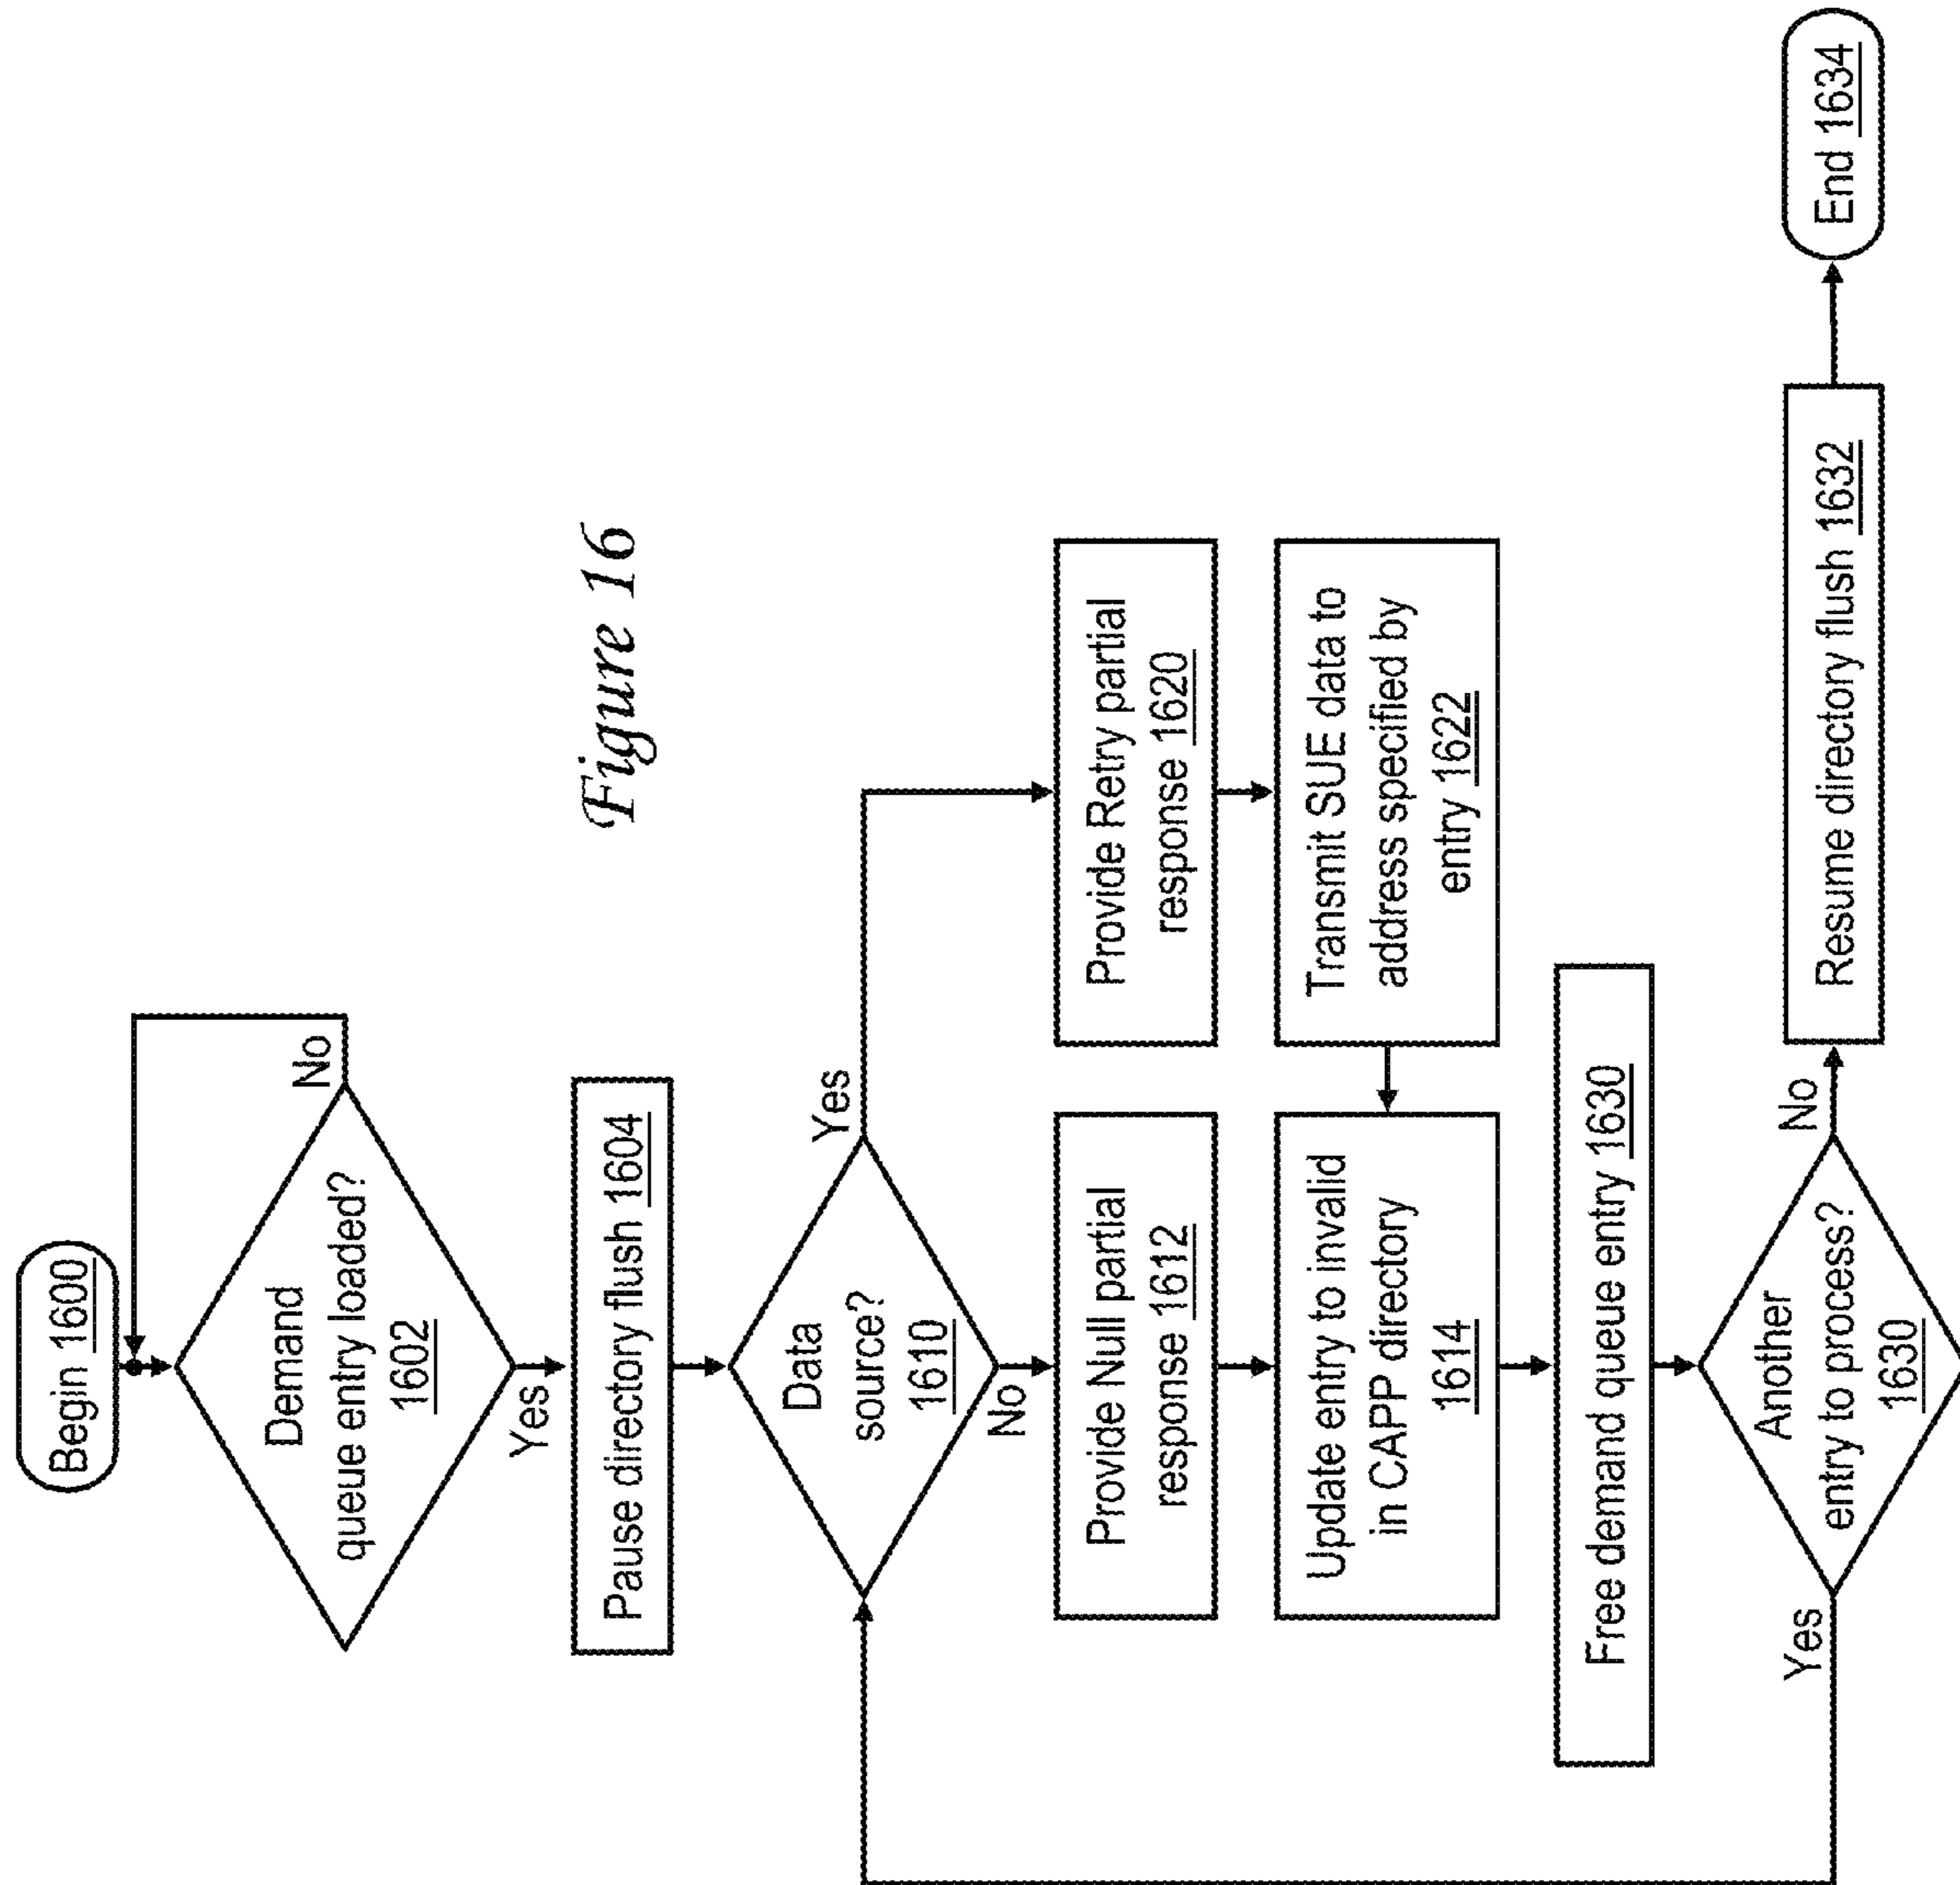 Begin 1600
Demand
queue entry loaded?
1602
No
Yes
Pause directory flush 1604
Data
source?
1610
Yes
No
Provide Null partial
response 1612
Provide Retry partial
response 1620
Update entry to invalid
in CAPP directory
1614
Transmit SUE data to
address specified by
entry 1622
Free demand queue entry 1630
Another
entry to process?
1630
Yes
No
Resume directory flush 1632
End 1634
Figure 16